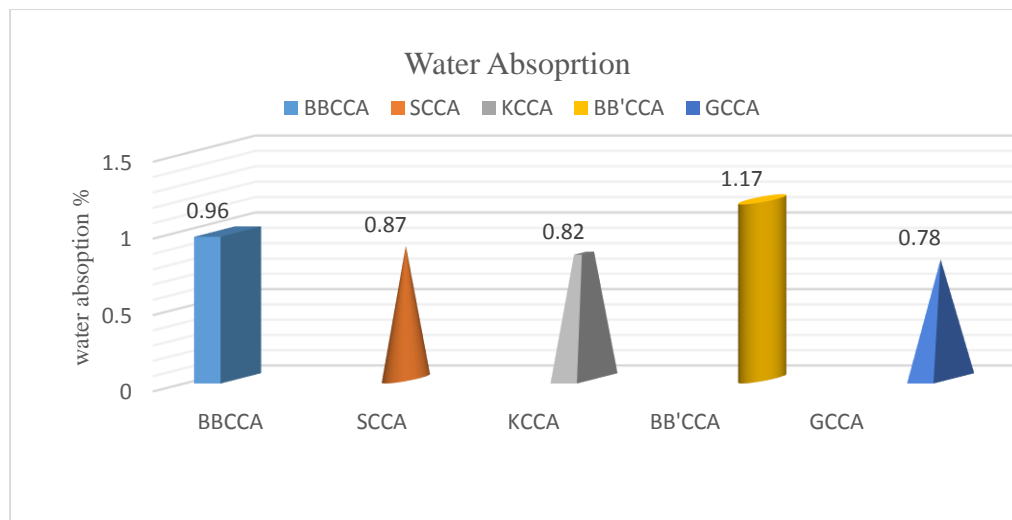 Water Absoprtion
BBCCA SCCA KCCA BB'CCA GCCA
water absoption %
1.5
1
0.5
0
0.96
0.87
0.82
1.17
0.78
BBCCA SCCA KCCA BB'CCA GCCA